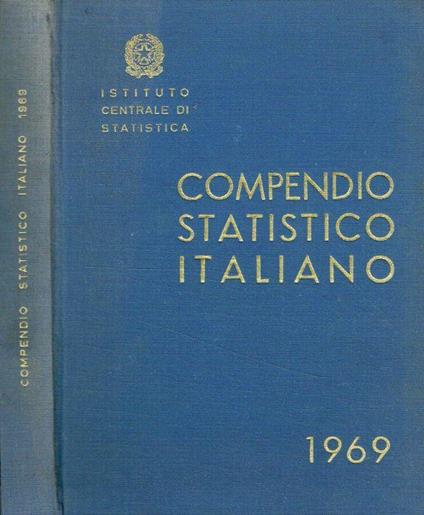 COMPENDIO STATISTICO ITALIANO 1969
ISTITUTO
CENTRALE DI
STATISTICA
COMPENDIO
STATISTICO
ITALIANO
1969